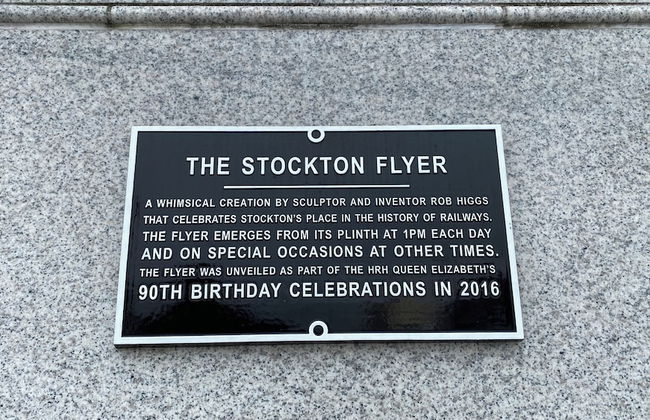 THE STOCKTON FLYER
A WHIMSICAL CREATION BY SCULPTOR AND INVENTOR ROB HIGGS
THAT CELEBRATES STOCKTON'S PLACE IN THE HISTORY OF RAILWAYS.
THE FLYER EMERGES FROM ITS PLINTH AT 1PM EACH DAY
AND ON SPECIAL OCCASIONS AT OTHER TIMES.
THE FLYER WAS UNVEILED AS PART OF THE HRH QUEEN ELIZABETH'S
90TH BIRTHDAY CELEBRATIONS IN 2016